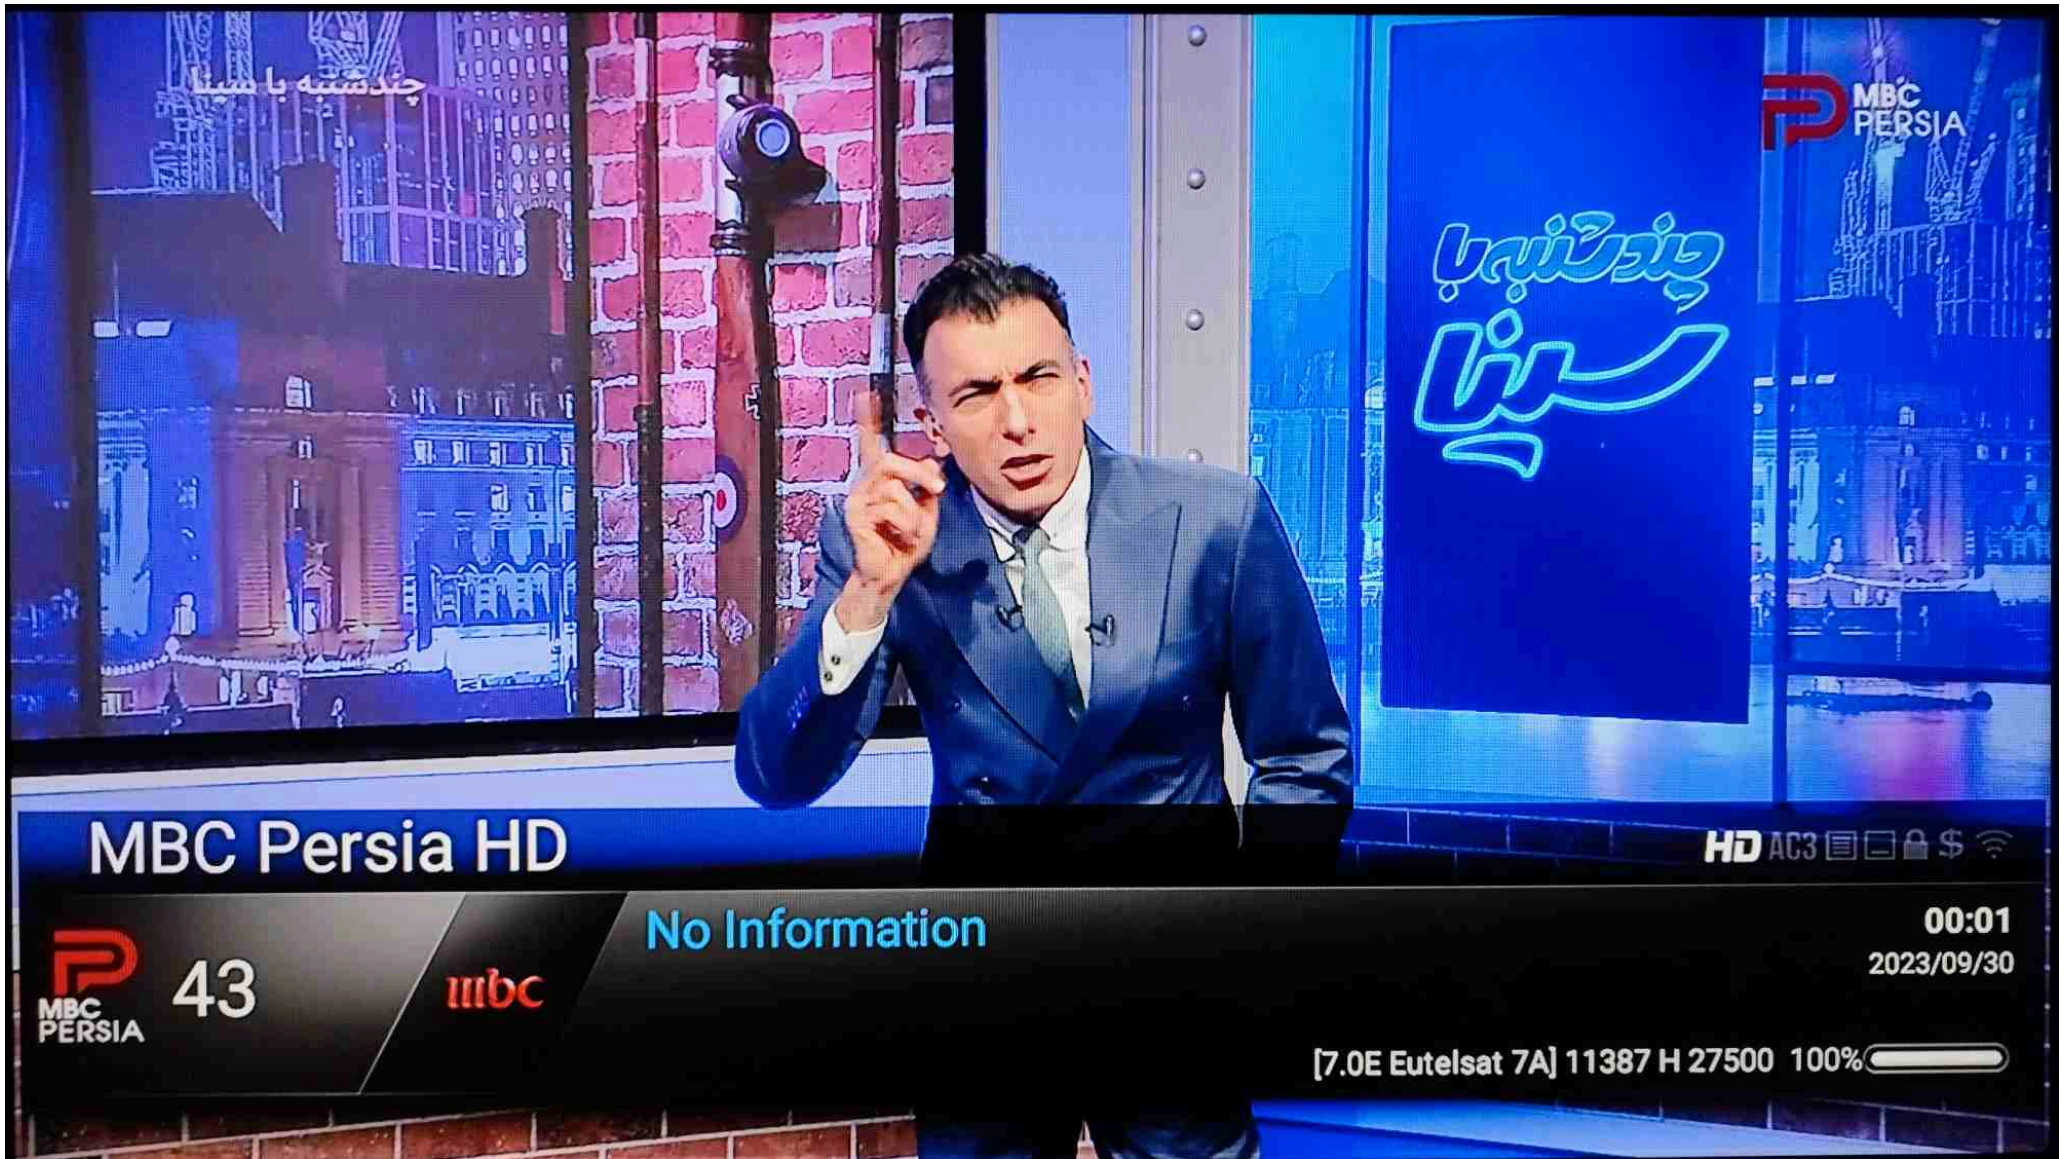 چندشنبه با سینا
MBC
PERSIA
چندشنبه با
سینا
MBC Persia HD
HD AC3 $
No Information
00:01
2023/09/30
MBC
PERSIA
43
mbc
[7.0E Eutelsat 7A] 11387 H 27500 100%